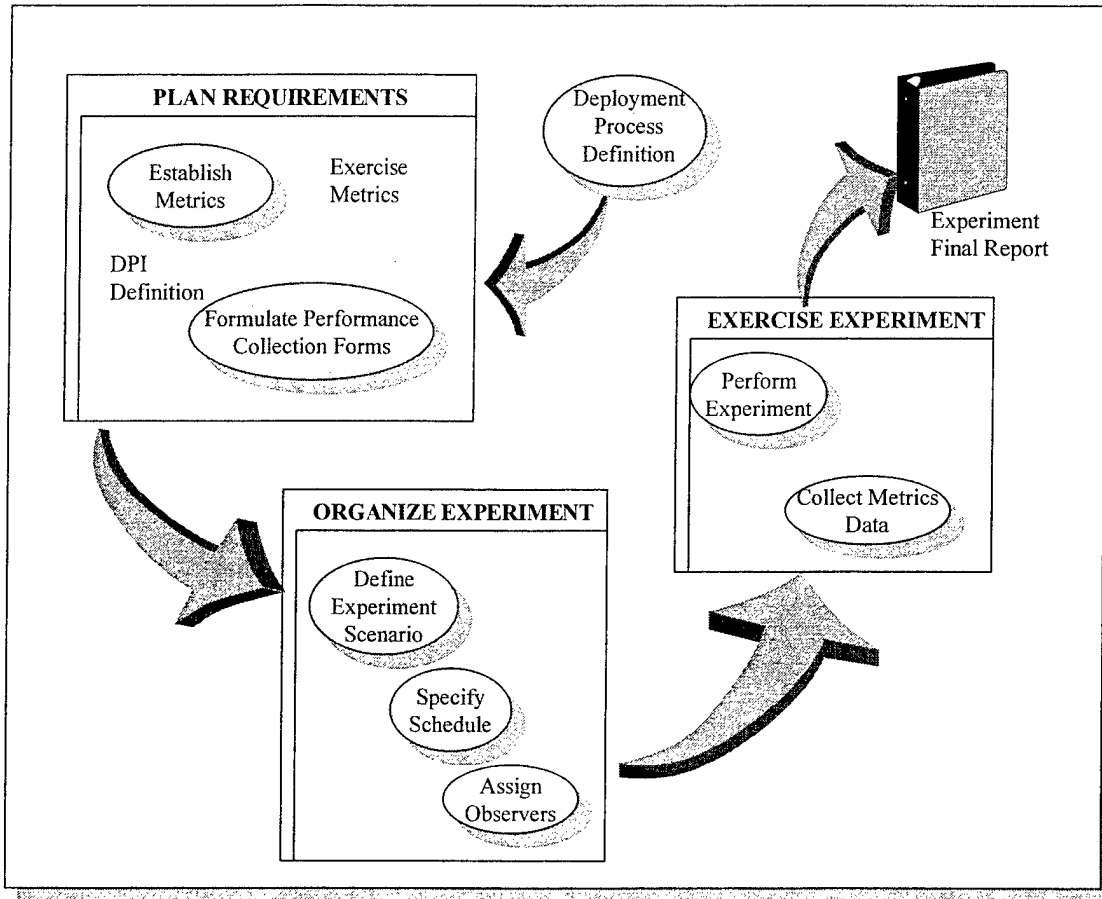 PLAN REQUIREMENTS
Establish
Metrics
Exercise
Metrics
DPI
Definition
Formulate Performance
Collection Forms
Deployment
Process
Definition
Experiment
Final Report
EXERCISE EXPERIMENT
Perform
Experiment
Collect Metrics
Data
ORGANIZE EXPERIMENT
Define
Experiment
Scenario
Specify
Schedule
Assign
Observers